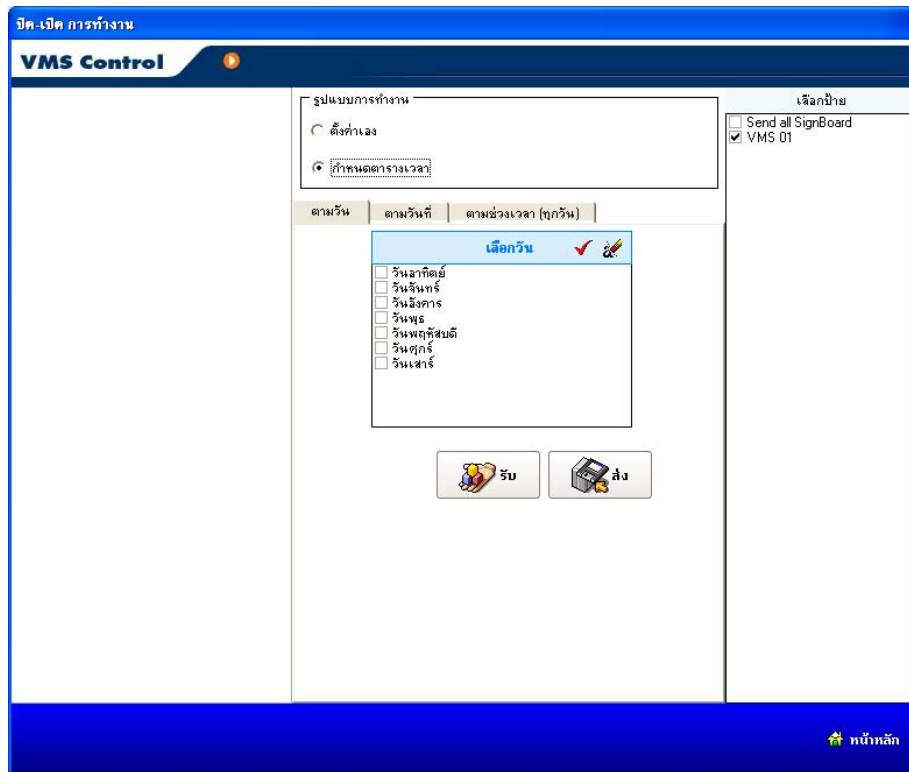 ปิด-เปิด การทำงาน
VMS Control
รูปแบบการทำงาน
ตั้งค่าเอง
กำหนดตารางเวลา
ตามวัน ตามวันที่ ตามช่วงเวลา (ทุกวัน)
เลือกวัน
วันอาทิตย์
วันจันทร์
วันอังคาร
วันพุธ
วันพฤหัสบดี
วันศุกร์
วันเสาร์
รับ ส่ง
เลือกป้าย
Send all SignBoard
VMS 01
หน้าหลัก